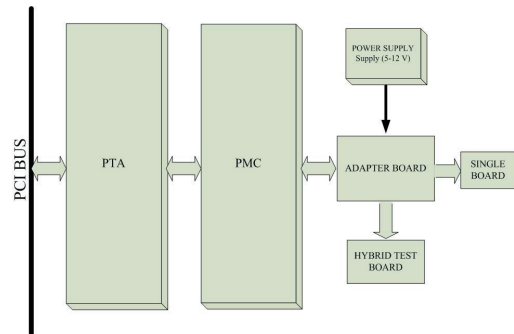 PCI BUS
PTA
PMC
POWER SUPPLY
Supply (5-12 V)
ADAPTER BOARD
SINGLE
BOARD
HYBRID TEST
BOARD